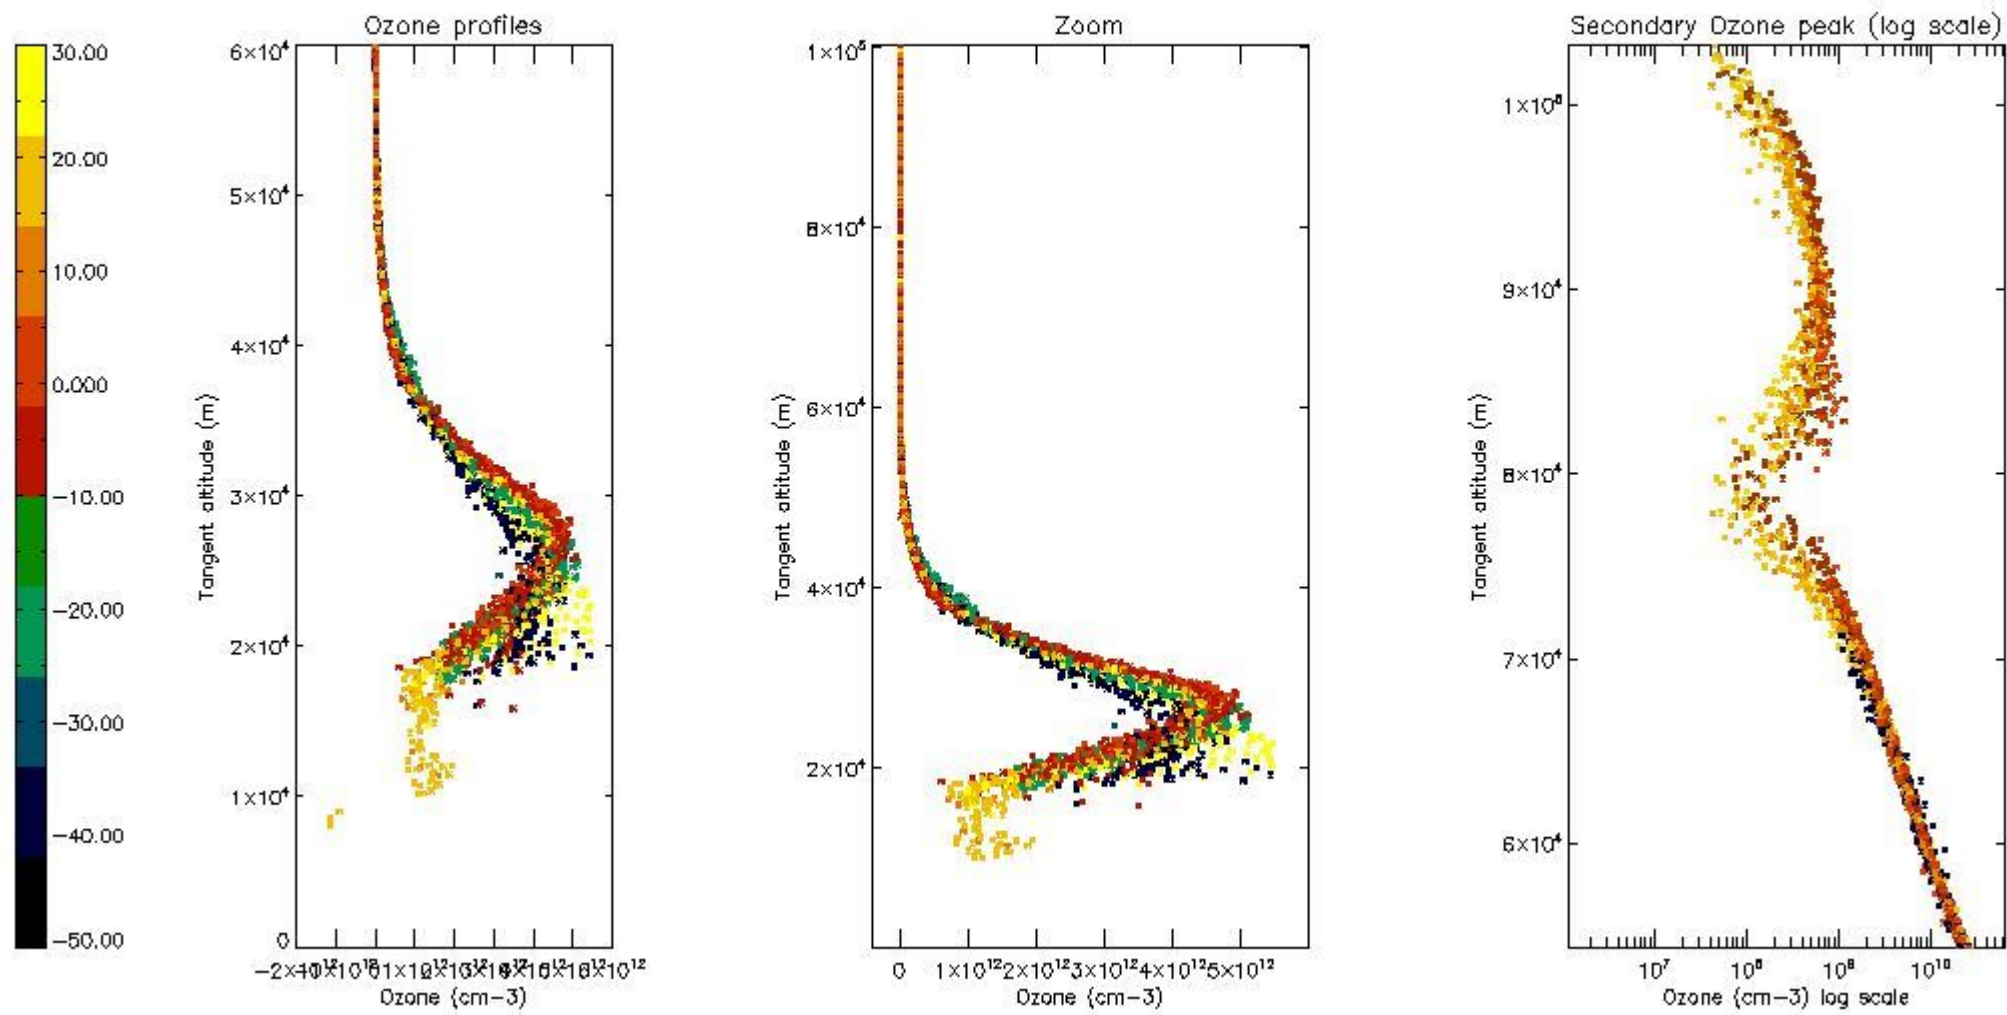 Ozone profiles
Zoom
Secondary Ozone peak (log scale)
30.00
20.00
10.00
0.000
−10.00
−20.00
−30.00
−40.00
−50.00
Tangent altitude (m)
6×10⁴
5×10⁴
4×10⁴
3×10⁴
2×10⁴
1×10⁴
0
Ozone (cm−3)
Tangent altitude (m)
1×10⁵
8×10⁴
6×10⁴
4×10⁴
2×10⁴
0 1×10¹² 2×10¹² 3×10¹² 4×10¹² 5×10¹²
Ozone (cm−3)
Tangent altitude (m)
1×10⁵
9×10⁴
8×10⁴
7×10⁴
6×10⁴
10⁷ 10⁸ 10⁹ 10¹⁰
Ozone (cm−3) log scale